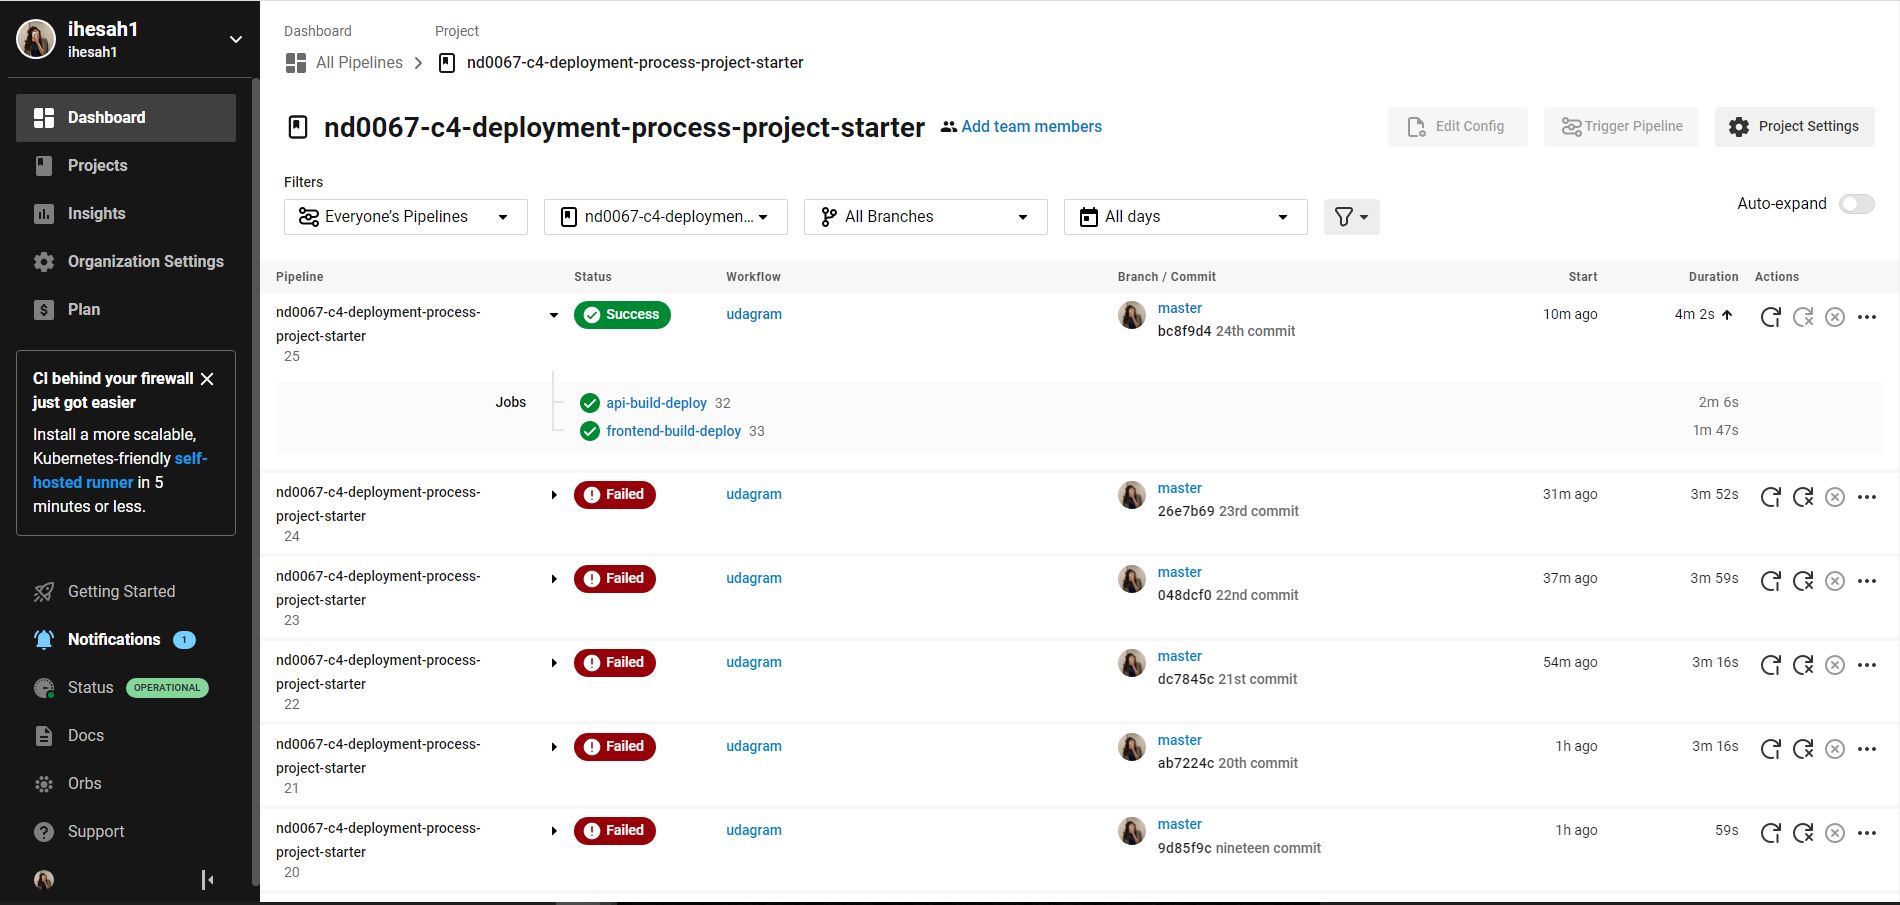 ihesah1
ihesah1
Dashboard
Projects
Insights
Organization Settings
Plan
CI behind your firewall
just got easier
Install a more scalable,
Kubernetes-friendly self-
hosted runner in 5
minutes or less.
Getting Started
Notifications 1
Status OPERATIONAL
Docs
Orbs
Support
Dashboard Project
All Pipelines nd0067-c4-deployment-process-project-starter
nd0067-c4-deployment-process-project-starter Add team members Edit Config Trigger Pipeline Project Settings
Filters
Everyone’s Pipelines nd0067-c4-deploymen... All Branches All days Auto-expand
Pipeline Status Workflow Branch / Commit Start Duration Actions
nd0067-c4-deployment-process-
project-starter
25
Success udagram
master
bc8f9d4 24th commit
10m ago 4m 2s
Jobs
api-build-deploy 32 2m 6s
frontend-build-deploy 33 1m 47s
nd0067-c4-deployment-process-
project-starter
24
Failed udagram
master
26e7b69 23rd commit
31m ago 3m 52s
nd0067-c4-deployment-process-
project-starter
23
Failed udagram
master
048dcf0 22nd commit
37m ago 3m 59s
nd0067-c4-deployment-process-
project-starter
22
Failed udagram
master
dc7845c 21st commit
54m ago 3m 16s
nd0067-c4-deployment-process-
project-starter
21
Failed udagram
master
ab7224c 20th commit
1h ago 3m 16s
nd0067-c4-deployment-process-
project-starter
20
Failed udagram
master
9d85f9c nineteen commit
1h ago 59s